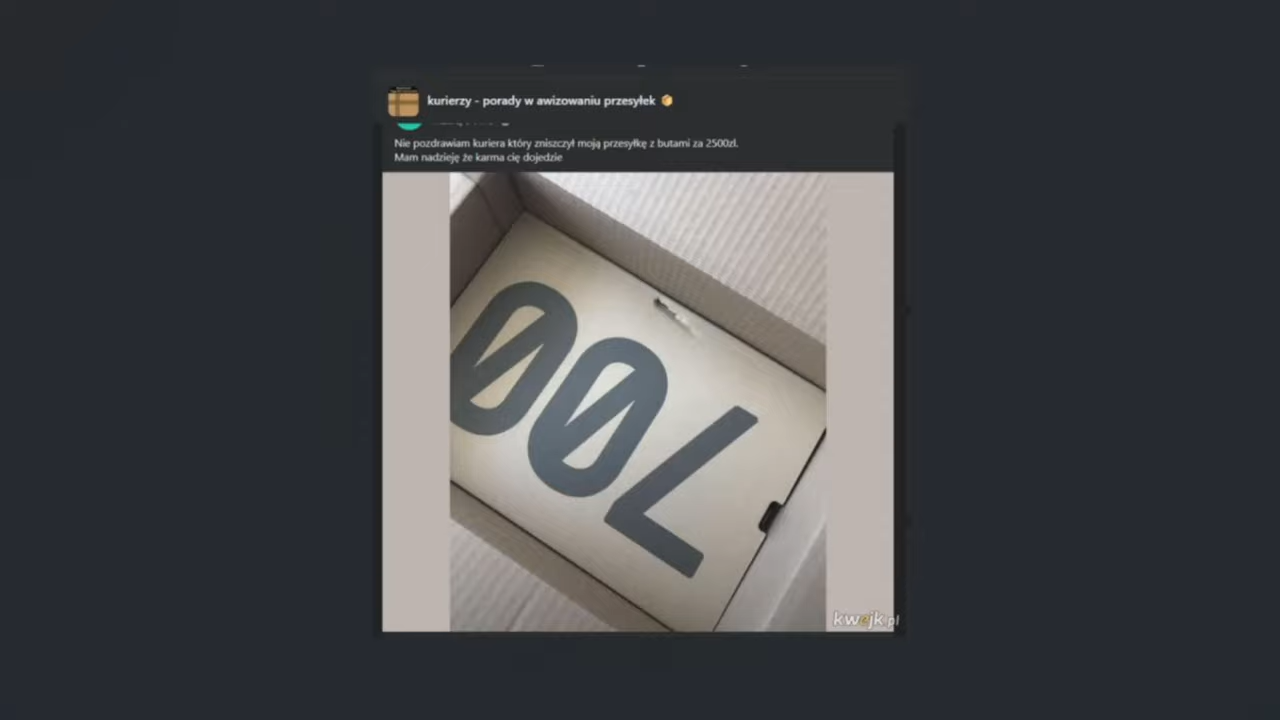 kurierzy - porady w awizowaniu przesyłek
Nie pozdrawiam kuriera który zniszczył moją przesyłkę z butami za 2500zł.
Mam nadzieję że karma cię dojedzie
700
kwejk.pl